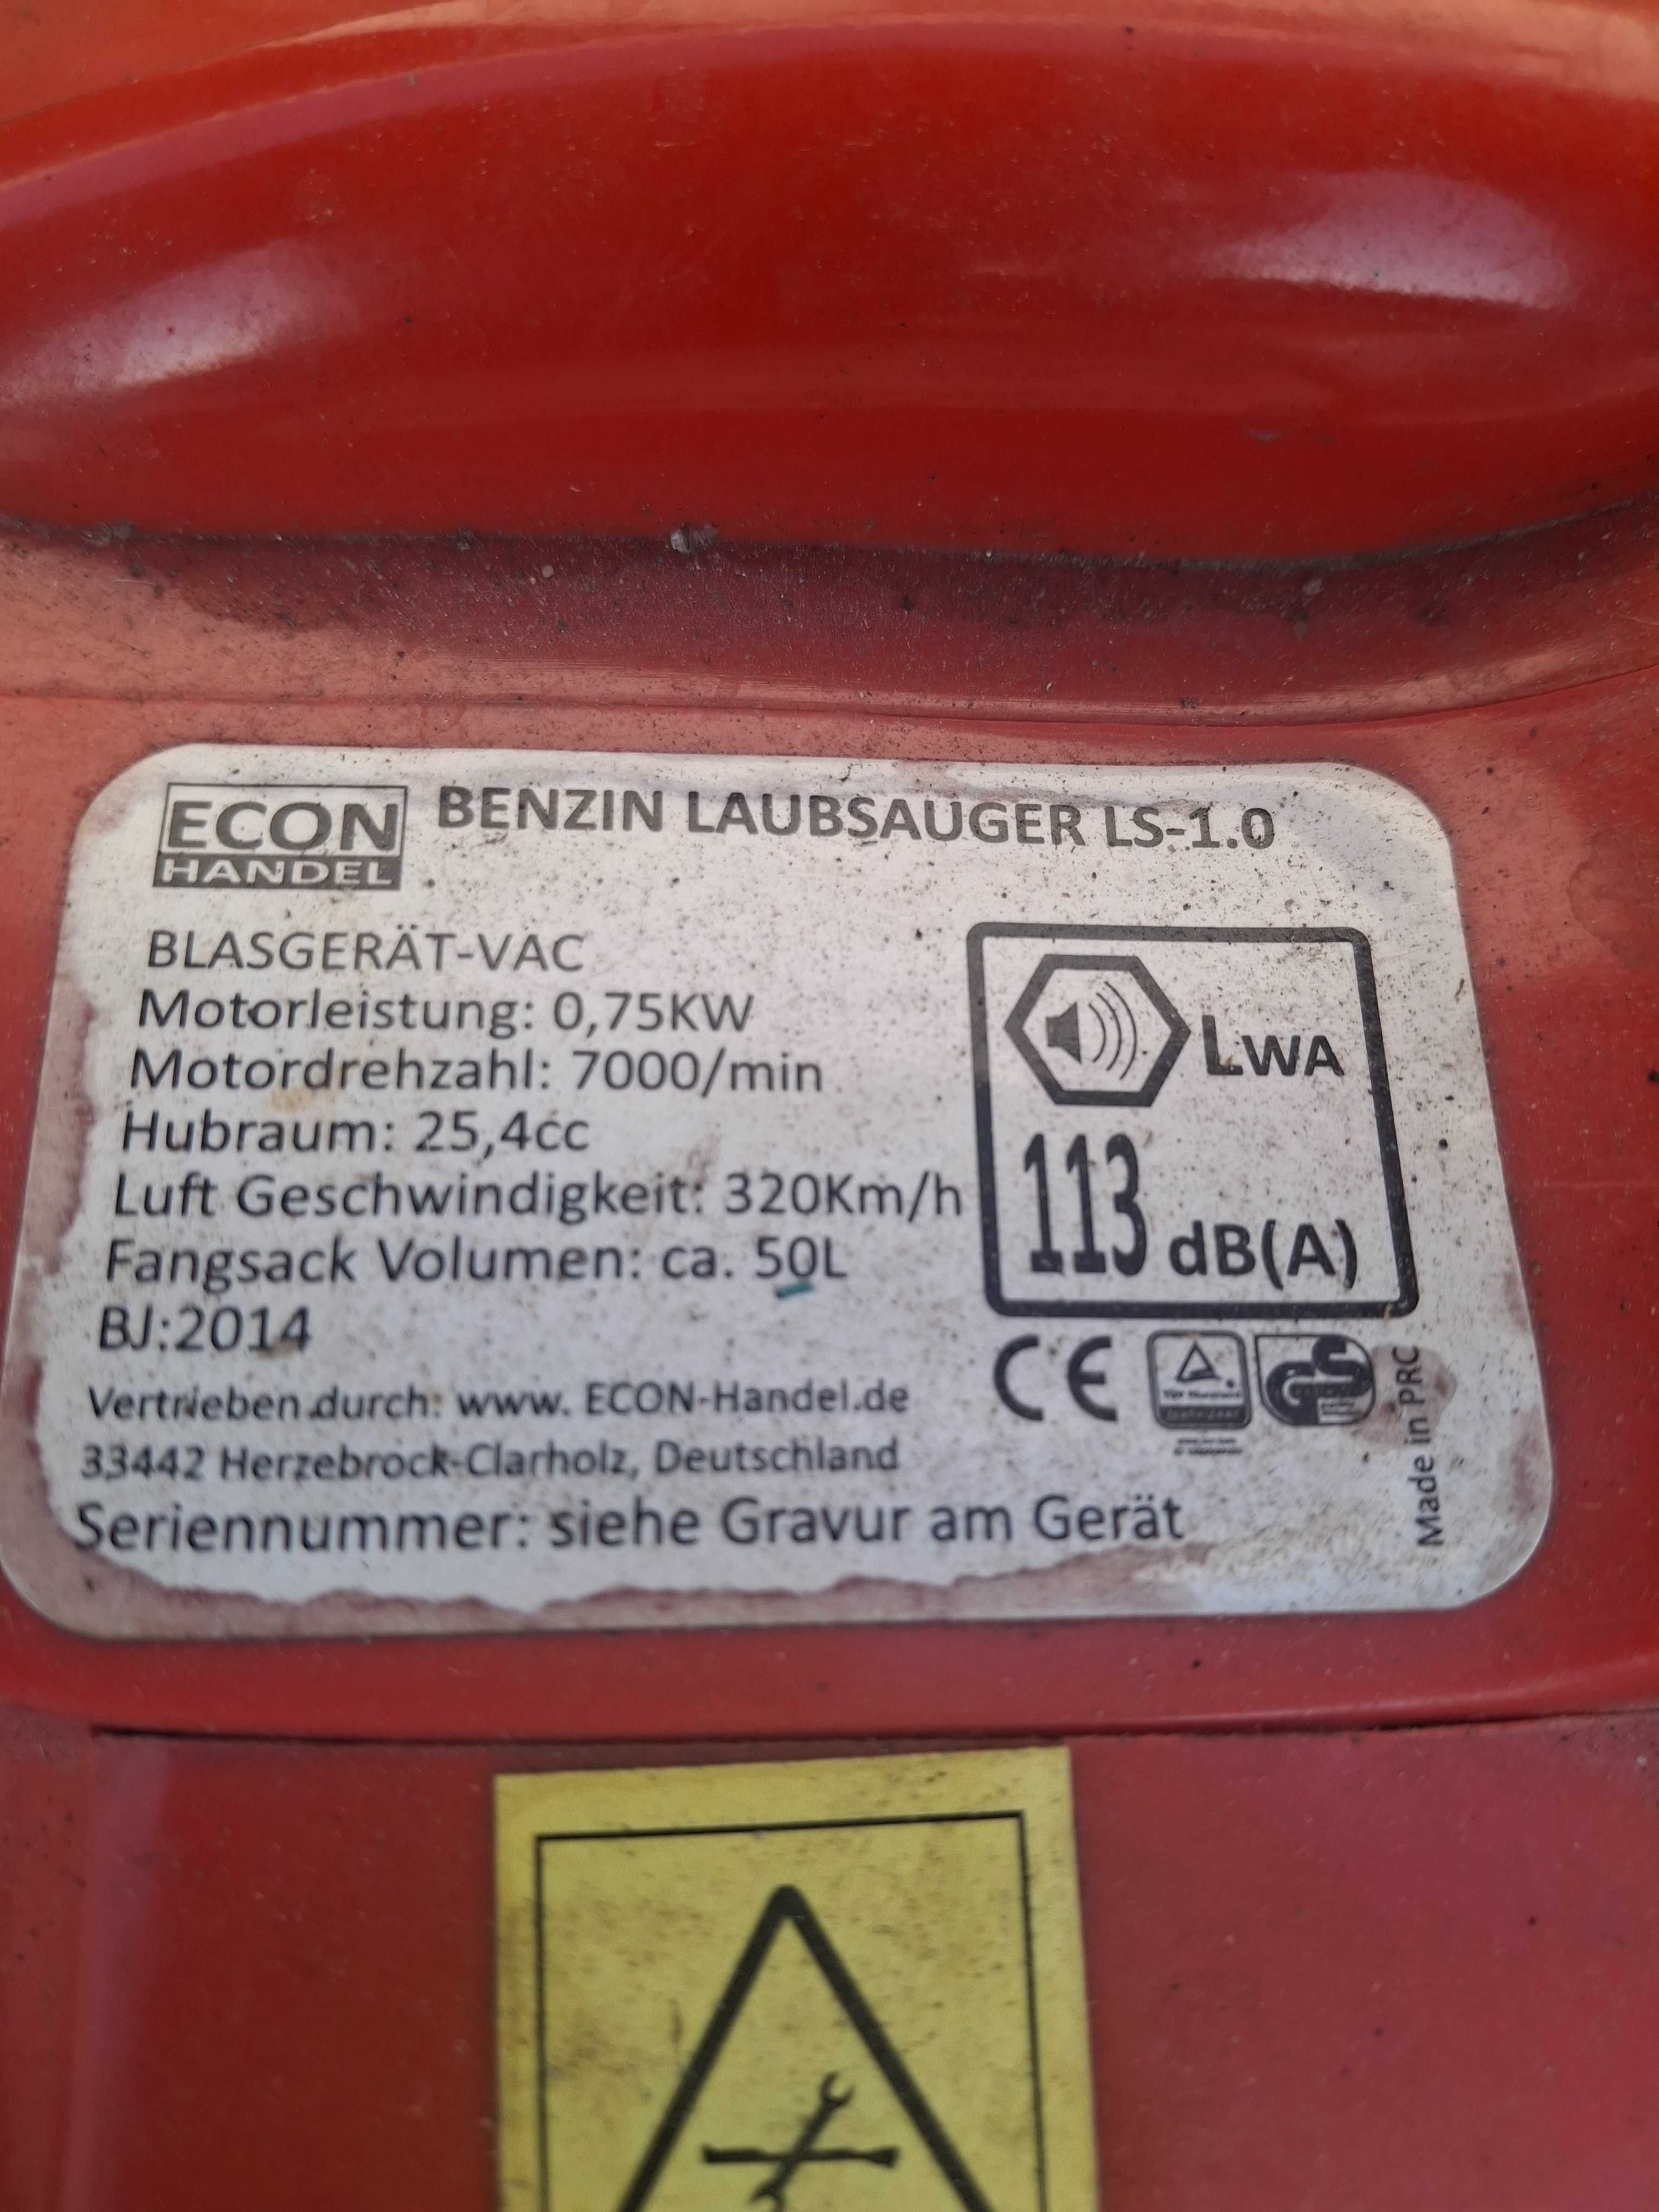 ECON
HANDEL
BENZIN LAUBSAUGER LS-1.0
BLASGERÄT-VAC
Motorleistung: 0,75KW
Motordrehzahl: 7000/min
Hubraum: 25,4cc
Luft Geschwindigkeit: 320Km/h
Fangsack Volumen: ca. 50L
BJ:2014
Vertrieben durch: www. ECON-Handel.de
33442 Herzebrock-Clarholz, Deutschland
Seriennummer: siehe Gravur am Gerät
LWA
113 dB(A)
CE
GS
Made in PRC